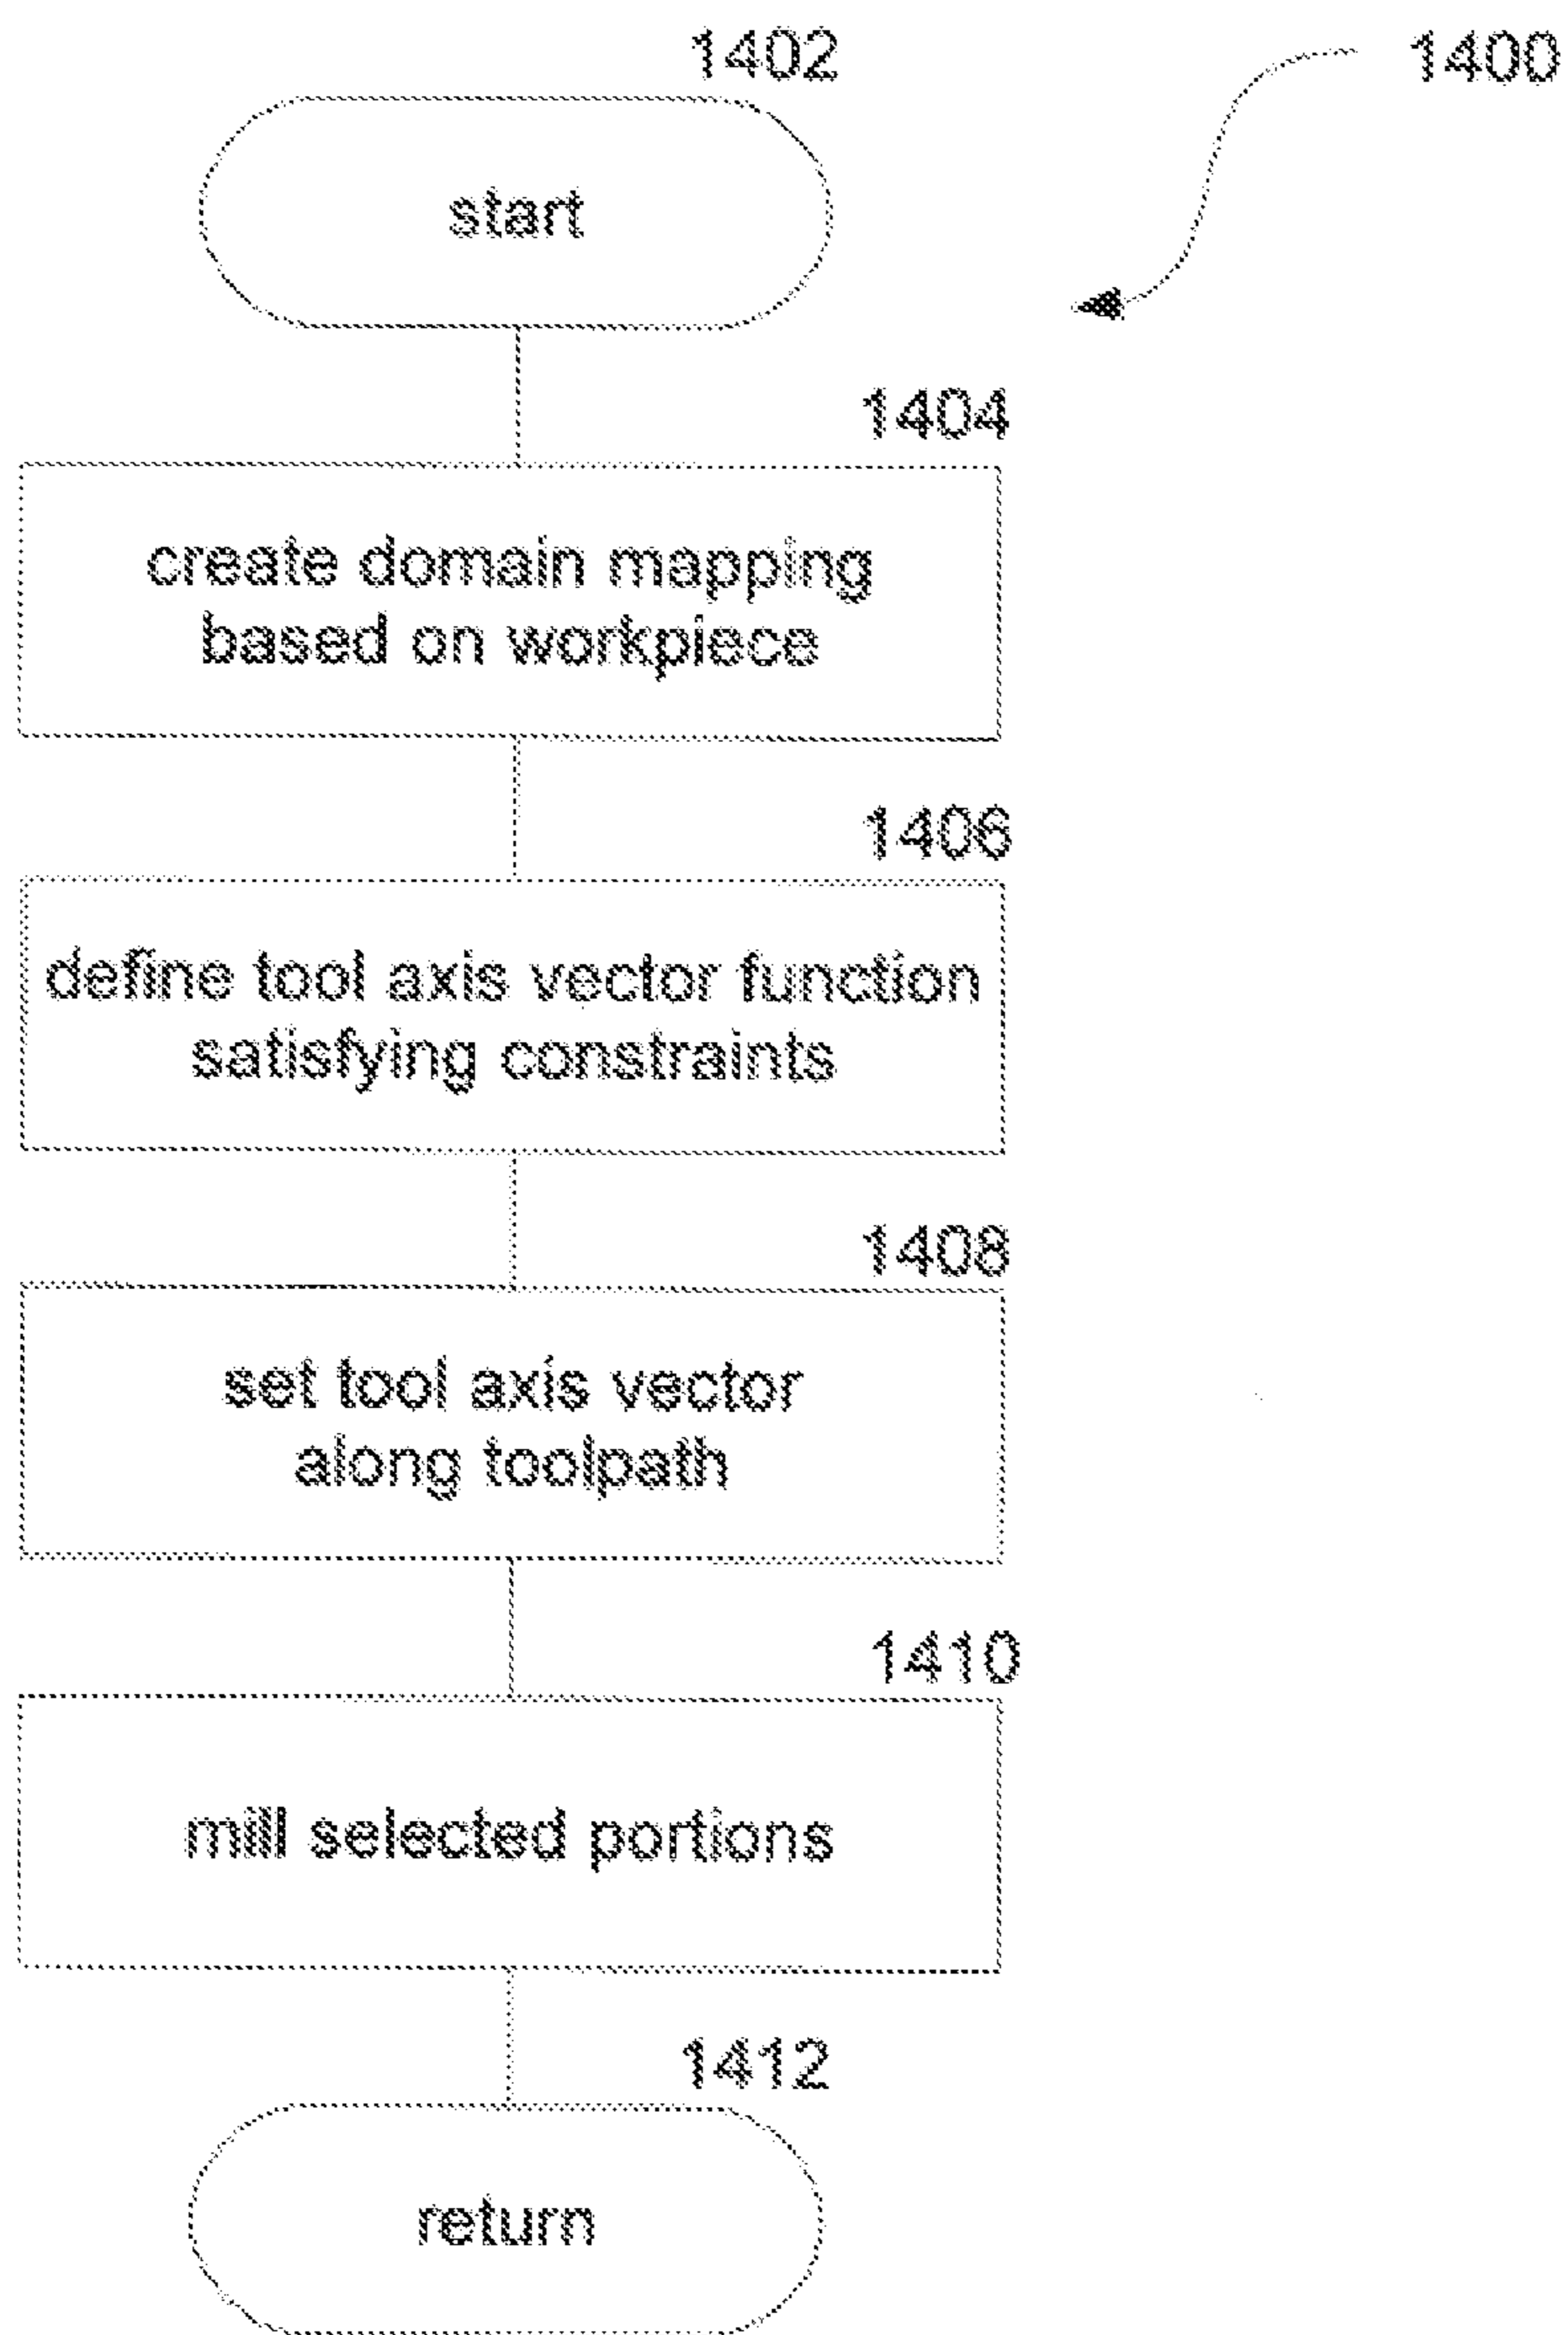 1402
1400
start
1404
create domain mapping
based on workpiece
1406
define tool axis vector function
satisfying constraints
1408
set tool axis vector
along toolpath
1410
mill selected portions
1412
return